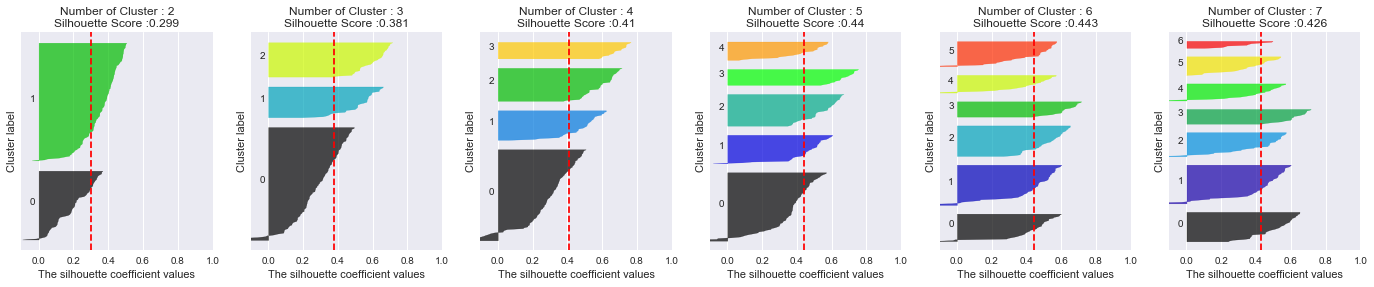 Number of Cluster : 2
Silhouette Score :0.299
Cluster label
1
0
0.0 0.2 0.4 0.6 0.8 1.0
The silhouette coefficient values
Number of Cluster : 3
Silhouette Score :0.381
Cluster label
2
1
0
0.0 0.2 0.4 0.6 0.8 1.0
The silhouette coefficient values
Number of Cluster : 4
Silhouette Score :0.41
Cluster label
3
2
1
0
0.0 0.2 0.4 0.6 0.8 1.0
The silhouette coefficient values
Number of Cluster : 5
Silhouette Score :0.44
Cluster label
4
3
2
1
0
0.0 0.2 0.4 0.6 0.8 1.0
The silhouette coefficient values
Number of Cluster : 6
Silhouette Score :0.443
Cluster label
5
4
3
2
1
0
0.0 0.2 0.4 0.6 0.8 1.0
The silhouette coefficient values
Number of Cluster : 7
Silhouette Score :0.426
Cluster label
6
5
4
3
2
1
0
0.0 0.2 0.4 0.6 0.8 1.0
The silhouette coefficient values